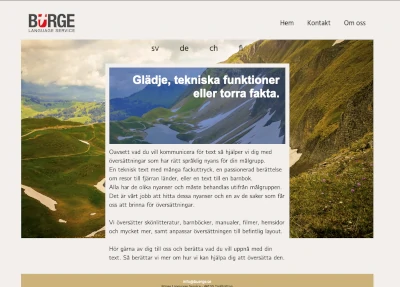 BÜRGE
LANGUAGE SERVICE
Hem Kontakt Om oss
sv de ch
Glädje, tekniska funktioner
eller torra fakta.
Oavsett vad du vill kommunicera för text så hjälper vi dig med
översättningar som har rätt språklig nyans för din målgrupp.
En teknisk text med många fackuttryck, en passionerad berättelse
om resor till fjärran länder, eller en text till en barnbok.
Alla har de olika nyanser och måste behandlas utifrån målgruppen.
Det är vårt jobb att hitta dessa nyanser och en av de saker som får
oss att brinna för översättningar.
Vi översätter skönlitteratur, barnböcker, manualer, filmer, hemsidor
och mycket mer, samt anpassar översättningen till befintlig layout.
Hör gärna av dig till oss och berätta vad du vill uppnå med din
text. Så berättar vi mer om hur vi kan hjälpa dig att översätta den.